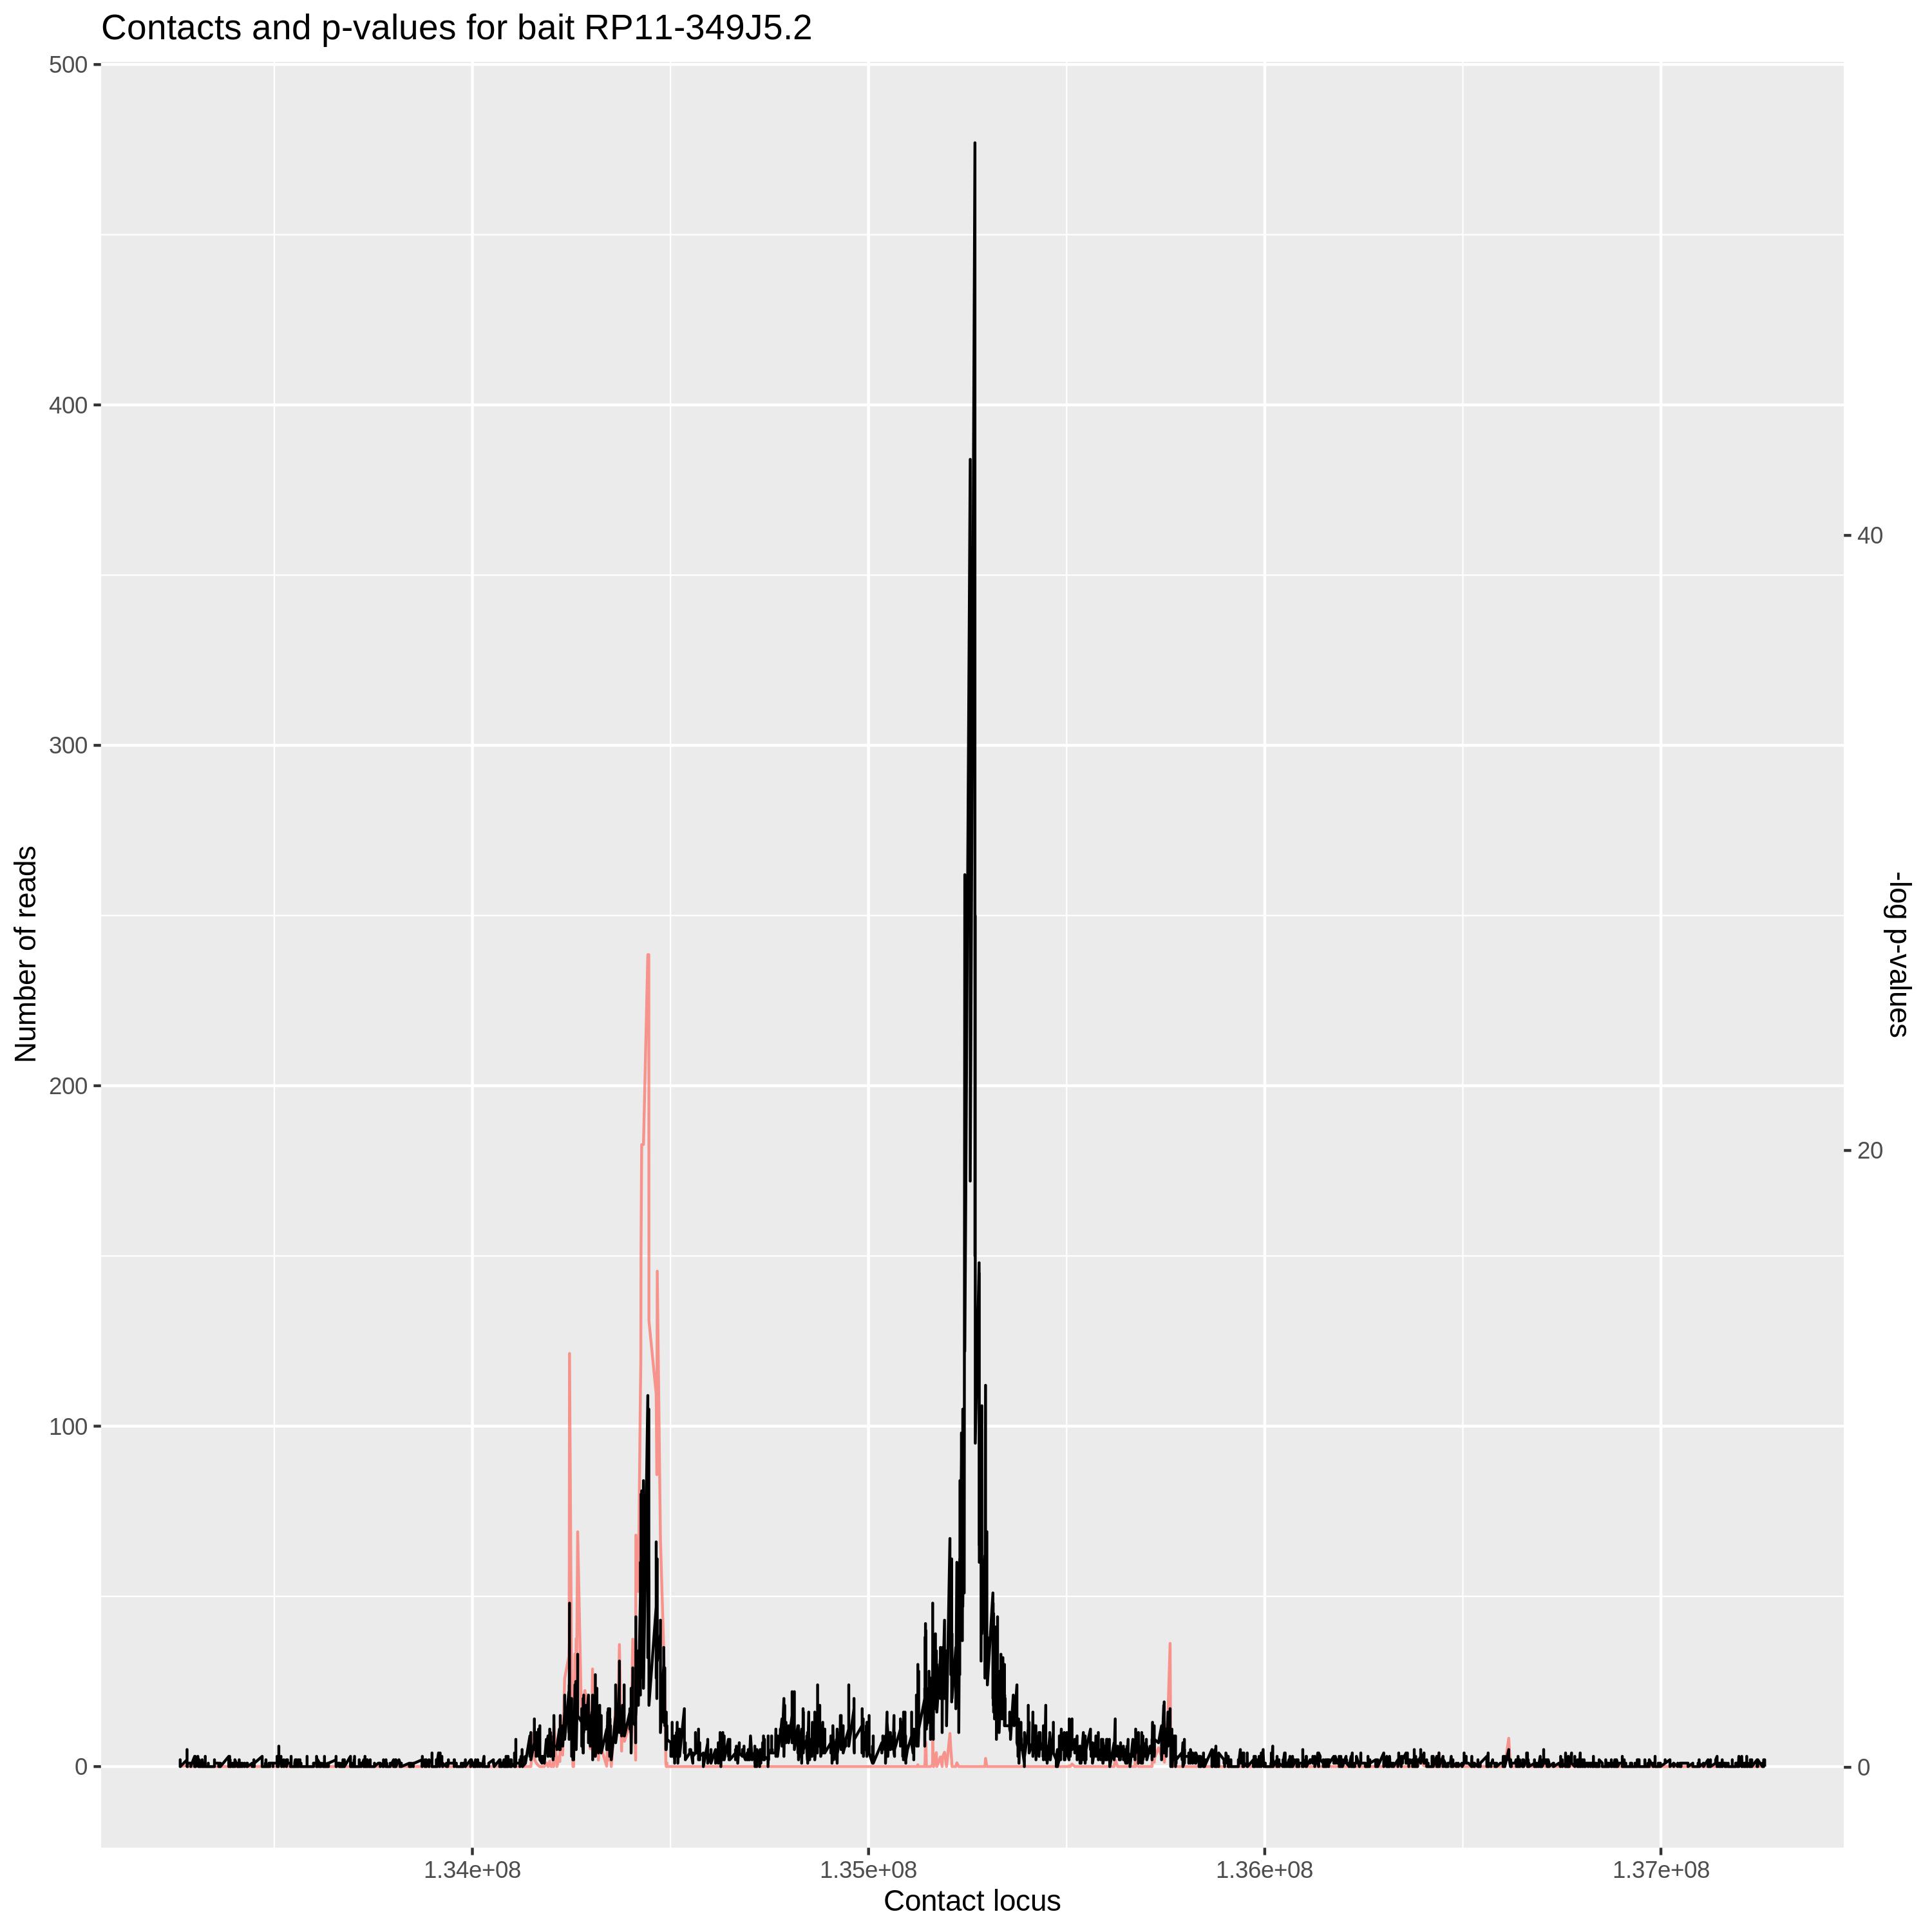 Contacts and p-values for bait RP11-349J5.2
500
400
300
200
100
0
Number of reads
40
20
0
-log p-values
1.34e+08 1.35e+08 1.36e+08 1.37e+08
Contact locus